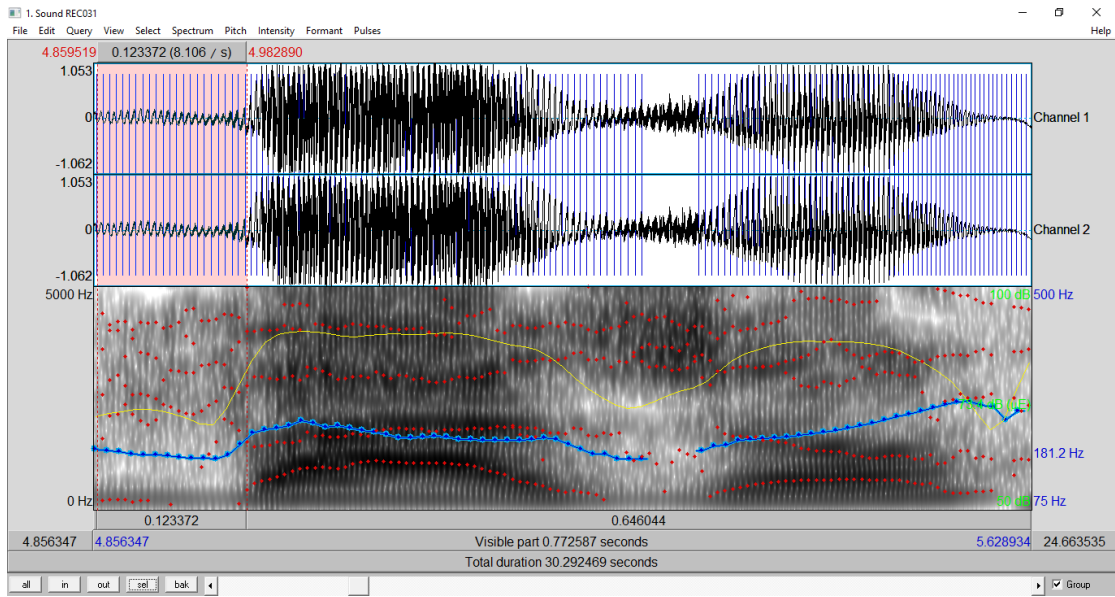 1. Sound REC031
File Edit Query View Select Spectrum Pitch Intensity Formant Pulses Help
4.859519 0.123372 (8.106 / s) 4.982890
1.053
0
-1.062
Channel 1
1.053
0
-1.062
Channel 2
5000 Hz 100 dB 500 Hz
3000
181.2 Hz
0 Hz 50 dB 75 Hz
0.123372 0.646044
4.856347 4.856347 Visible part 0.772587 seconds 5.628934 24.663535
Total duration 30.292469 seconds
all in out sel bak Group